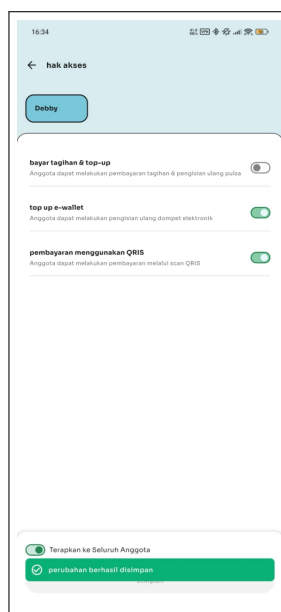 16:34
← hak akses
Debby
bayar tagihan & top-up
Anggota dapat melakukan pembayaran tagihan & pengisian ulang pulsa
top up e-wallet
Anggota dapat melakukan pengisian ulang dompet elektronik
pembayaran menggunakan QRIS
Anggota dapat melakukan pembayaran melalui scan QRIS
Terapkan ke Seluruh Anggota
perubahan berhasil disimpan